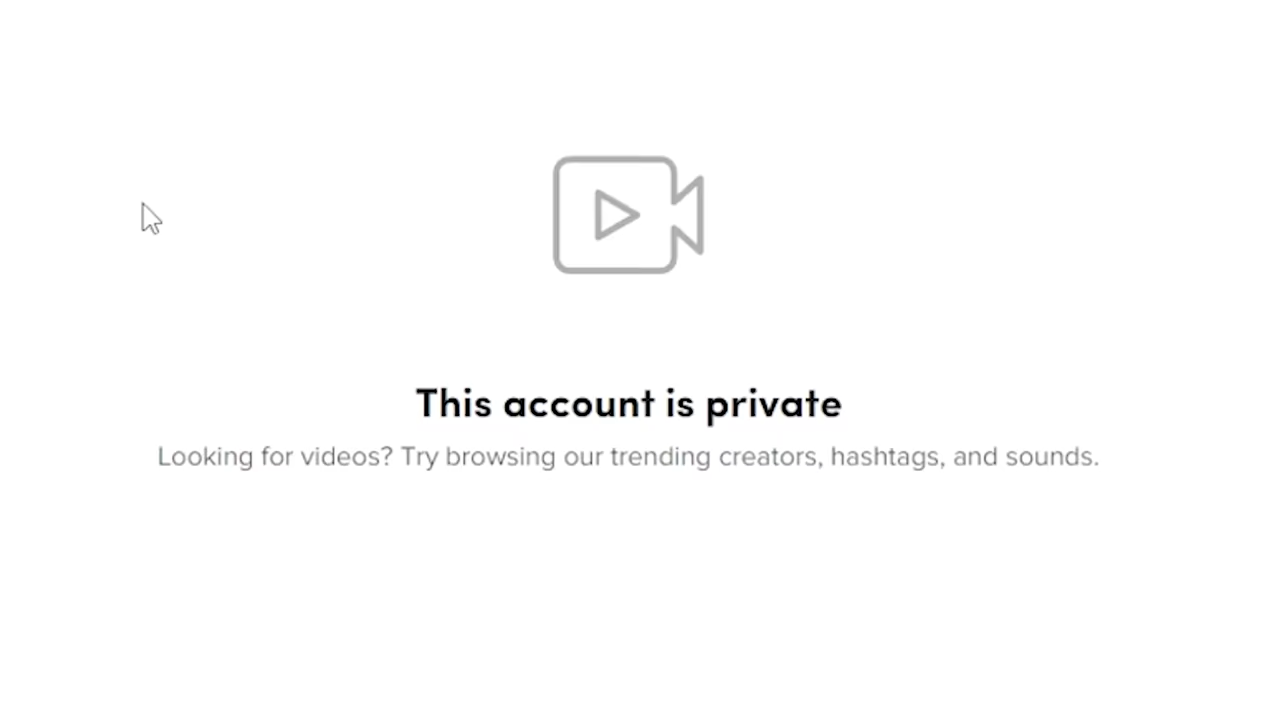 This account is private
Looking for videos? Try browsing our trending creators, hashtags, and sounds.